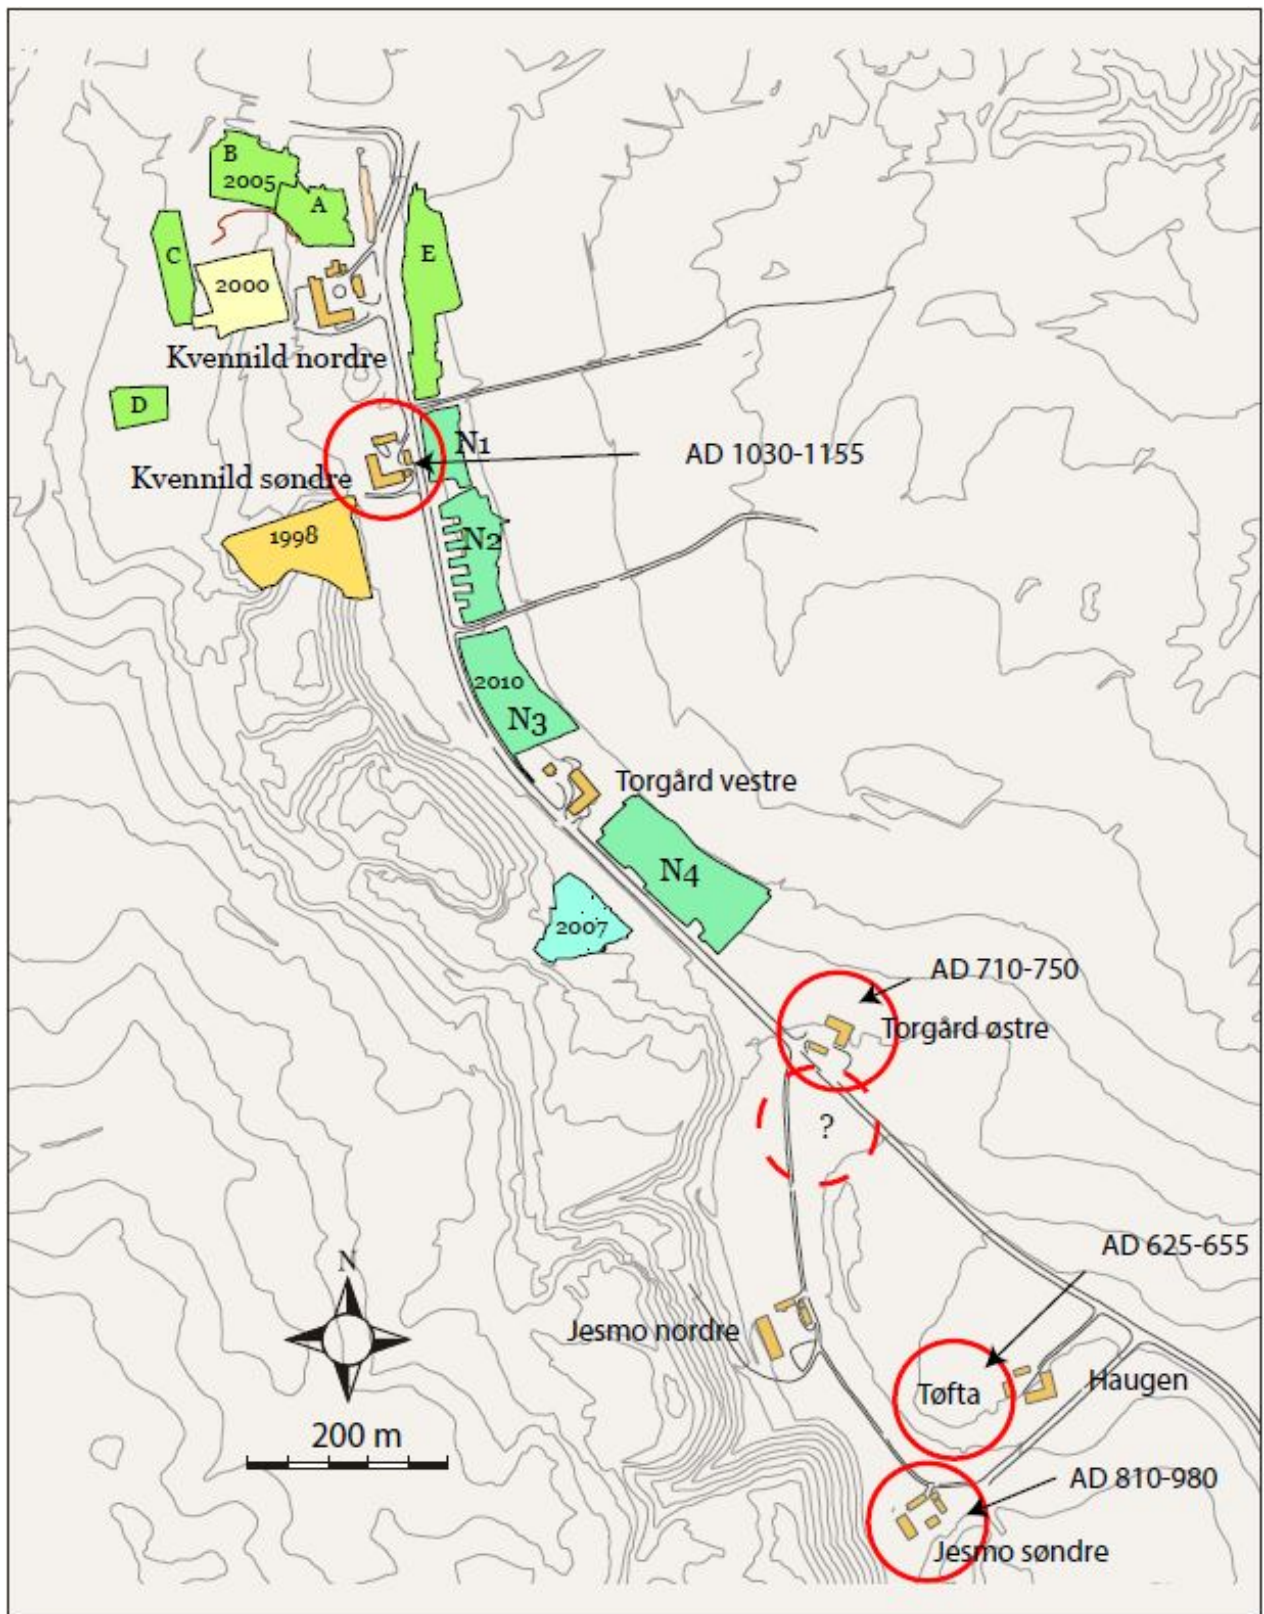 B
2005
A
C
E
2000
Kvennild nordre
D
N1
AD 1030-1155
Kvennild søndre
1998
N2
2010
N3
Torgård vestre
N4
2007
AD 710-750
Torgård østre
?
AD 625-655
N
Jesmo nordre
Haugen
Tøfta
200 m
AD 810-980
Jesmo søndre